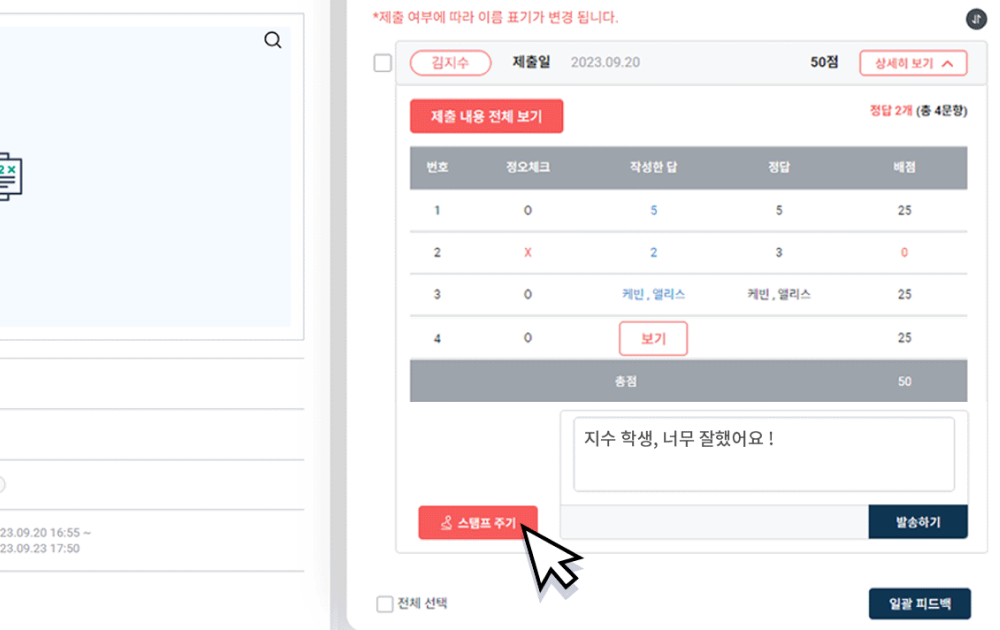 *제출 여부에 따라 이름 표기가 변경 됩니다.
김지수 제출일 2023.09.20 50점 상세히 보기
제출 내용 전체 보기 정답 2개 (총 4문항)
번호 정오체크 작성한 답 정답 배점
1 O 5 5 25
2 X 2 3 0
3 O 케빈 , 앨리스 케빈 , 앨리스 25
4 O 보기 25
총점 50
지수 학생, 너무 잘했어요 !
스탬프 주기 발송하기
23.09.20 16:55 ~
23.09.23 17:50
전체 선택 일괄 피드백